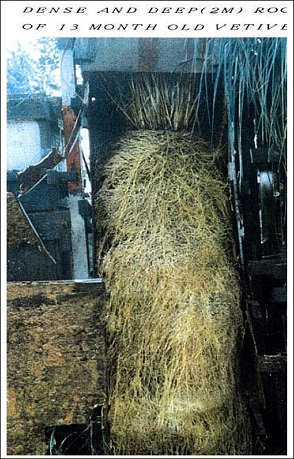 DENSE AND DEEP(2M) ROO
OF 13 MONTH OLD VETIVE